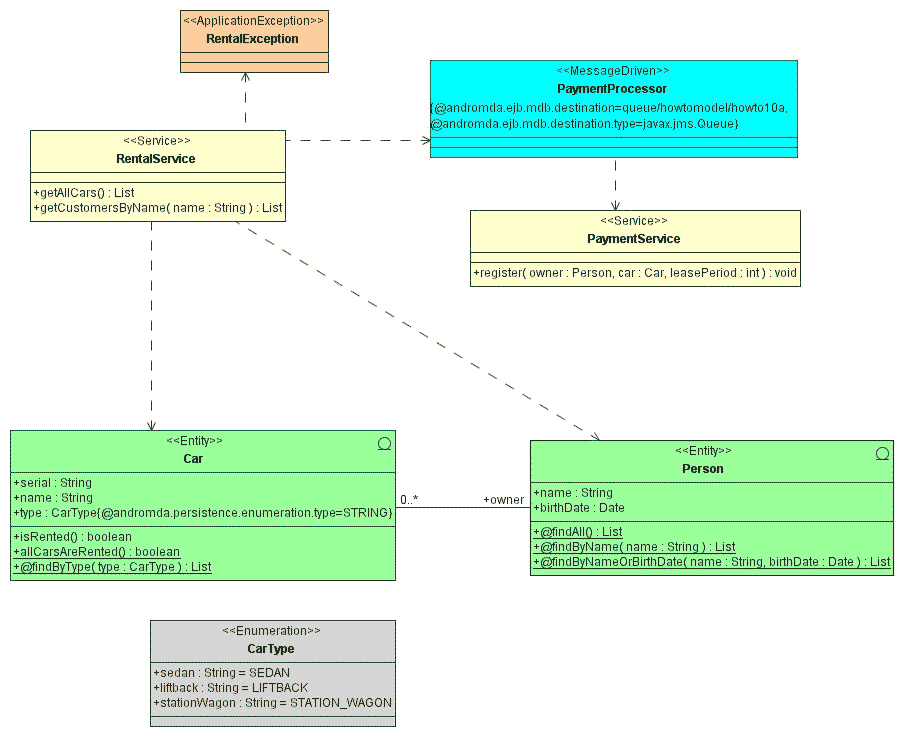 <<ApplicationException>>
RentalException
<<MessageDriven>>
PaymentProcessor
{@andromda.ejb.mdb.destination=queue/howtomodel/howto10a,
@andromda.ejb.mdb.destination.type=javax.jms.Queue}
<<Service>>
RentalService
+getAllCars() : List
+getCustomersByName( name : String ) : List
<<Service>>
PaymentService
+register( owner : Person, car : Car, leasePeriod : int ) : void
<<Entity>>
Car
+serial : String
+name : String
+type : CarType{@andromda.persistence.enumeration.type=STRING}
+isRented() : boolean
+allCarsAreRented() : boolean
+@findByType( type : CarType ) : List
0..*
+owner
<<Entity>>
Person
+name : String
+birthDate : Date
+@findAll() : List
+@findByName( name : String ) : List
+@findByNameOrBirthDate( name : String, birthDate : Date ) : List
<<Enumeration>>
CarType
+sedan : String = SEDAN
+liftback : String = LIFTBACK
+stationWagon : String = STATION_WAGON